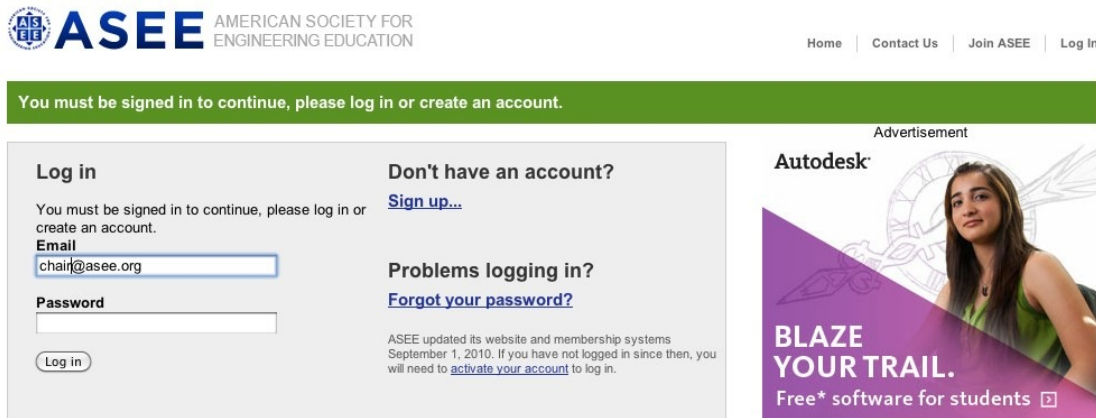 ASEE AMERICAN SOCIETY FOR
ENGINEERING EDUCATION
Home Contact Us Join ASEE Log In
You must be signed in to continue, please log in or create an account.
Log in
You must be signed in to continue, please log in or
create an account.
Email
chair@asee.org
Password
Log in
Don't have an account?
Sign up...
Problems logging in?
Forgot your password?
ASEE updated its website and membership systems
September 1, 2010. If you have not logged in since then, you
will need to activate your account to log in.
Advertisement
Autodesk
BLAZE
YOUR TRAIL.
Free* software for students